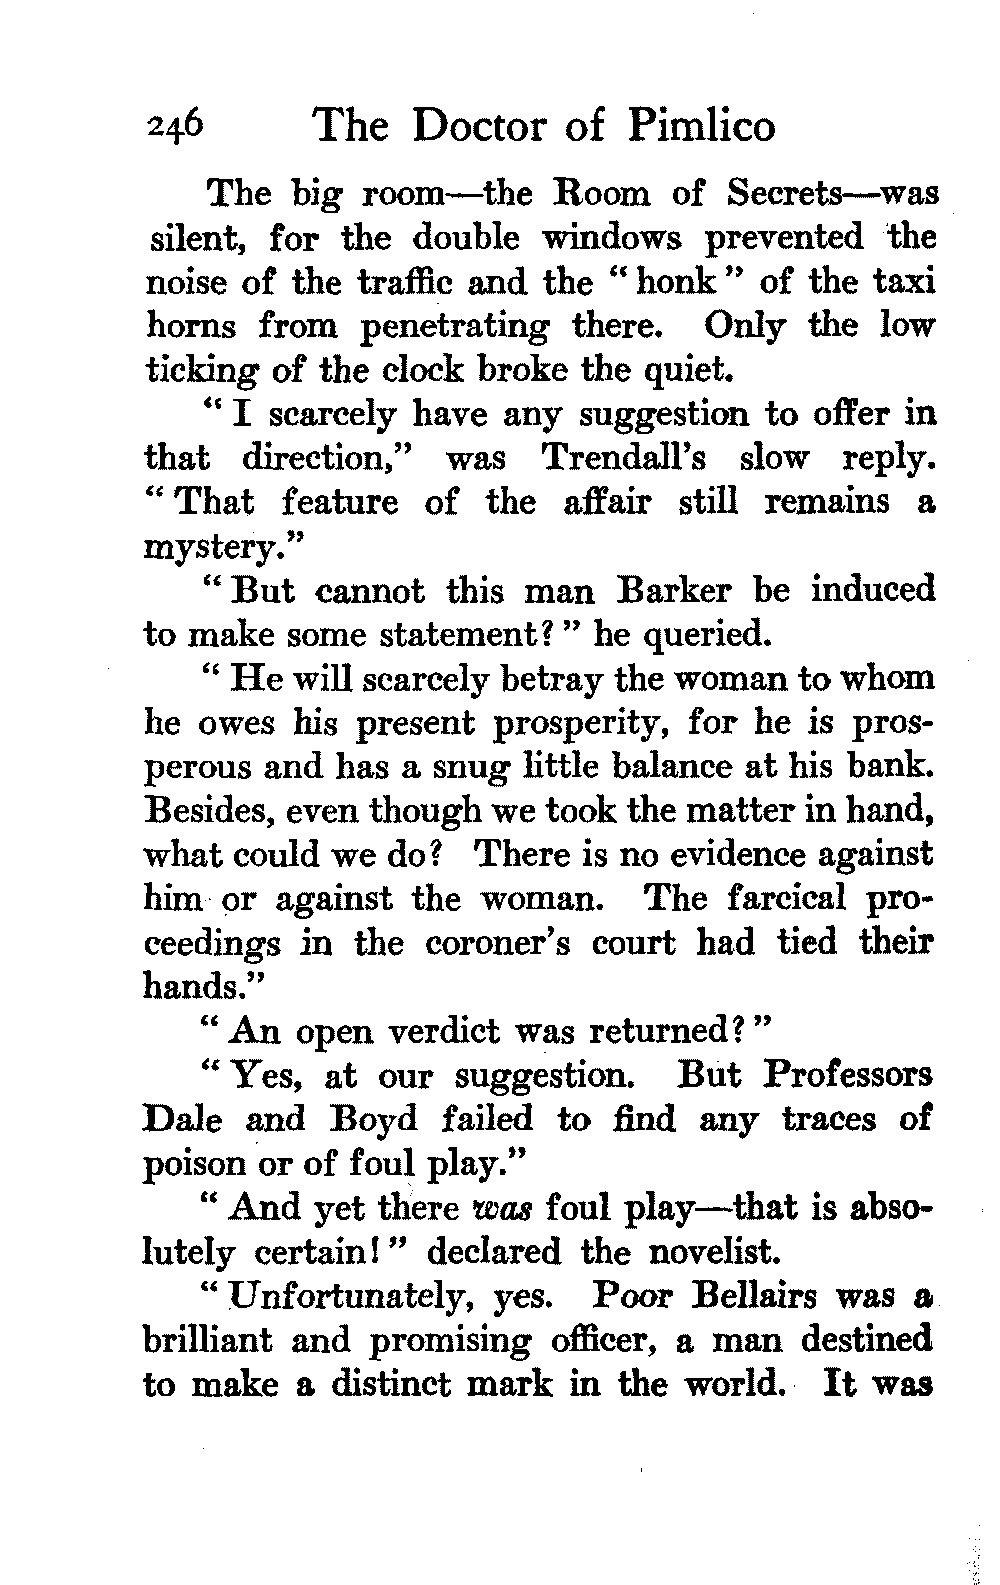 246 The Doctor of Pimlico
The big room—the Room of Secrets—was
silent, for the double windows prevented the
noise of the traffic and the " honk " of the taxi
horns from penetrating there. Only the low
ticking of the clock broke the quiet.
" I scarcely have any suggestion to offer in
that direction," was Trendall's slow reply.
" That feature of the affair still remains a
mystery."
" But cannot this man Barker be induced
to make some statement? " he queried.
" He will scarcely betray the woman to whom
he owes his present prosperity, for he is pros-
perous and has a snug little balance at his bank.
Besides, even though we took the matter in hand,
what could we do? There is no evidence against
him or against the woman. The farcical pro-
ceedings in the coroner's court had tied their
hands."
" An open verdict was returned? "
" Yes, at our suggestion. But Professors
Dale and Boyd failed to find any traces of
poison or of foul play."
" And yet there was foul play—that is abso-
lutely certain! " declared the novelist.
" Unfortunately, yes. Poor Bellairs was a
brilliant and promising officer, a man destined
to make a distinct mark in the world. It was